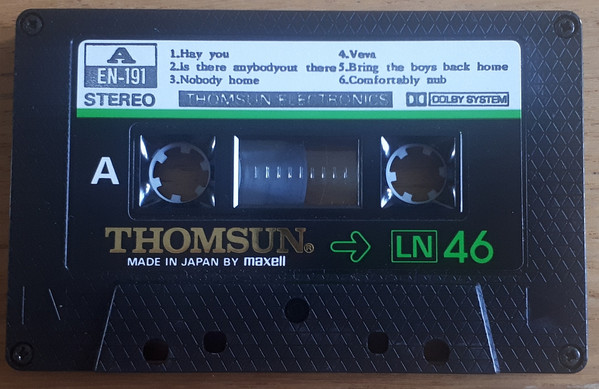 A
EN-191
STEREO
1.Hay you
2.is there anybodyout there
3.Nobody home
4.Veva
5.Bring the boys back home
6.Comfortably nub
THOMSUN ELECTRONICS
DOLBY SYSTEM
A
THOMSUN®
MADE IN JAPAN BY maxell
LN 46